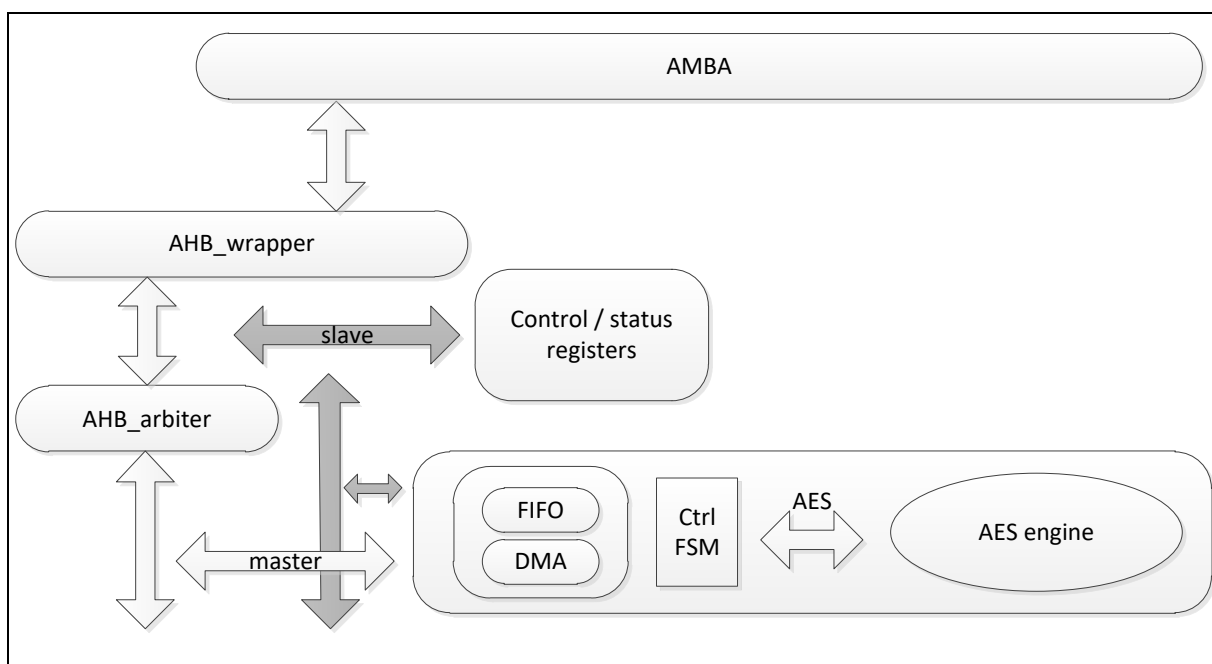 AMBA
AHB_wrapper
slave
Control / status
registers
AHB_arbiter
master
FIFO
DMA
Ctrl
FSM
AES
AES engine